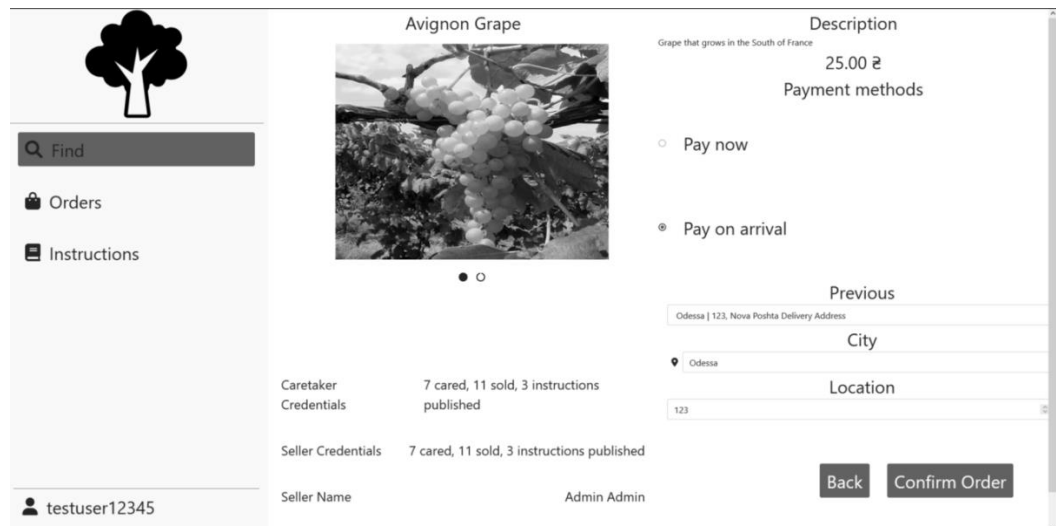 Find
Orders
Instructions
testuser12345
Avignon Grape
Caretaker Credentials
7 cared, 11 sold, 3 instructions published
Seller Credentials
7 cared, 11 sold, 3 instructions published
Seller Name
Admin Admin
Description
Grape that grows in the South of France
25.00 ₴
Payment methods
Pay now
Pay on arrival
Previous
Odessa | 123, Nova Poshta Delivery Address
City
Odessa
Location
123
Back
Confirm Order